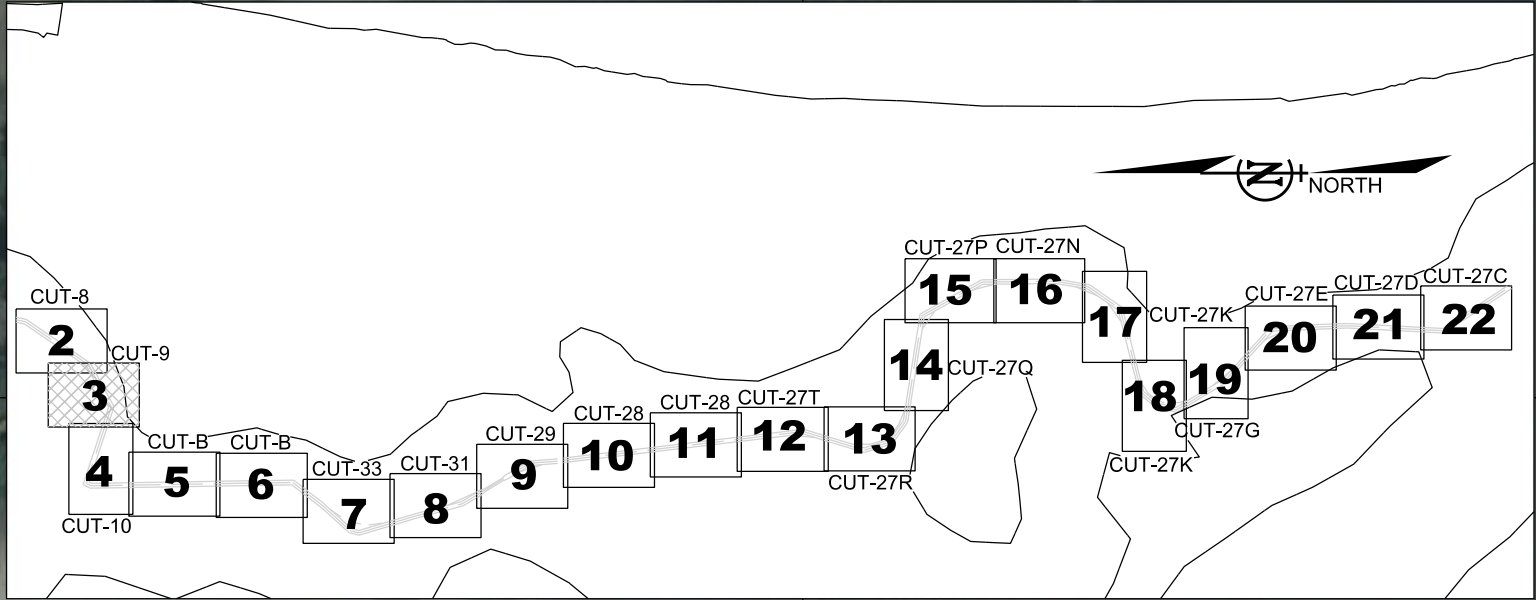 CUT-8
2
CUT-9
3
4
CUT-10
CUT-B
5
CUT-B
6
CUT-33
7
CUT-31
8
CUT-29
9
CUT-28
10
CUT-28
11
CUT-27T
12
13
CUT-27R
14
CUT-27Q
CUT-27P
15
CUT-27N
16
17
CUT-27K
18
CUT-27K
19
CUT-27G
CUT-27E
20
CUT-27D
21
CUT-27C
22
N
NORTH